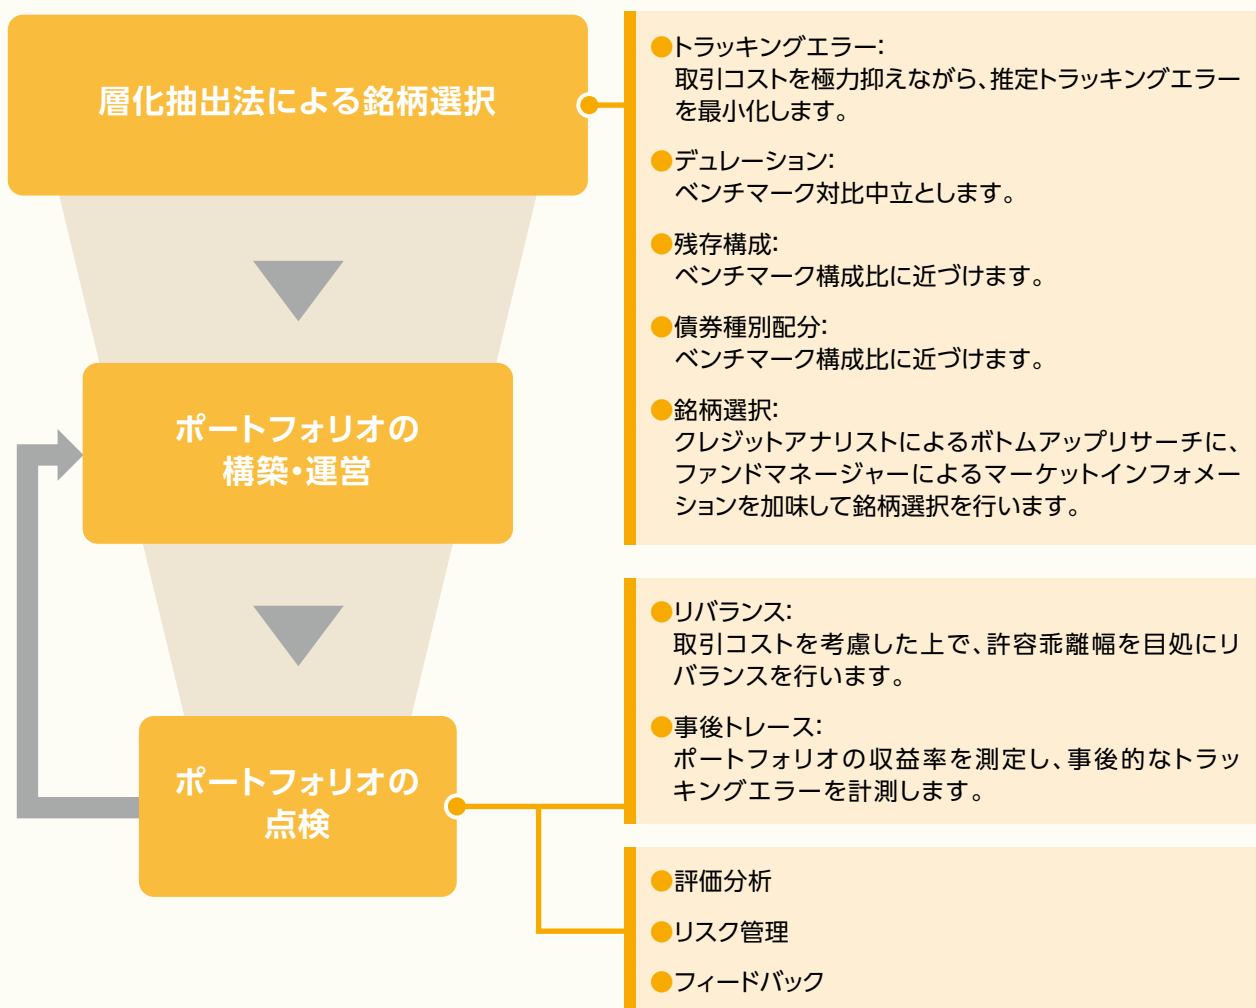 層化抽出法による銘柄選択
●トラッキングエラー:
取引コストを極力抑えながら、推定トラッキングエラー
を最小化します。
●デュレーション:
ベンチマーク対比中立とします。
●残存構成:
ベンチマーク構成比に近づけます。
●債券種別配分:
ベンチマーク構成比に近づけます。
●銘柄選択:
クレジットアナリストによるボトムアップリサーチに、
ファンドマネージャーによるマーケットインフォメー
ションを加味して銘柄選択を行います。
ポートフォリオの
構築・運営
●リバランス:
取引コストを考慮した上で、許容乖離幅を目処にリ
バランスを行います。
●事後トレース:
ポートフォリオの収益率を測定し、事後的なトラッ
キングエラーを計測します。
ポートフォリオの
点検
●評価分析
●リスク管理
●フィードバック